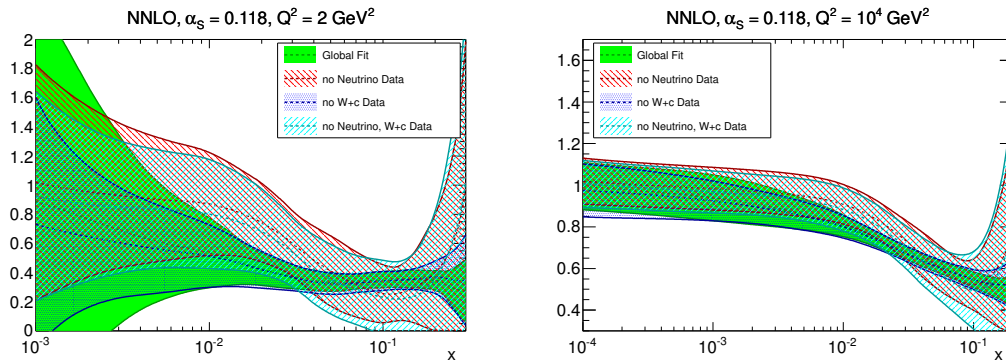 NNLO, αS = 0.118, Q² = 2 GeV²
2
1.8
1.6
1.4
1.2
1
0.8
0.6
0.4
0.2
0
Global Fit
no Neutrino Data
no W+c Data
no Neutrino, W+c Data
10⁻³
10⁻²
10⁻¹
x
NNLO, αS = 0.118, Q² = 10⁴ GeV²
1.6
1.4
1.2
1
0.8
0.6
0.4
Global Fit
no Neutrino Data
no W+c Data
no Neutrino, W+c Data
10⁻⁴
10⁻³
10⁻²
10⁻¹
x